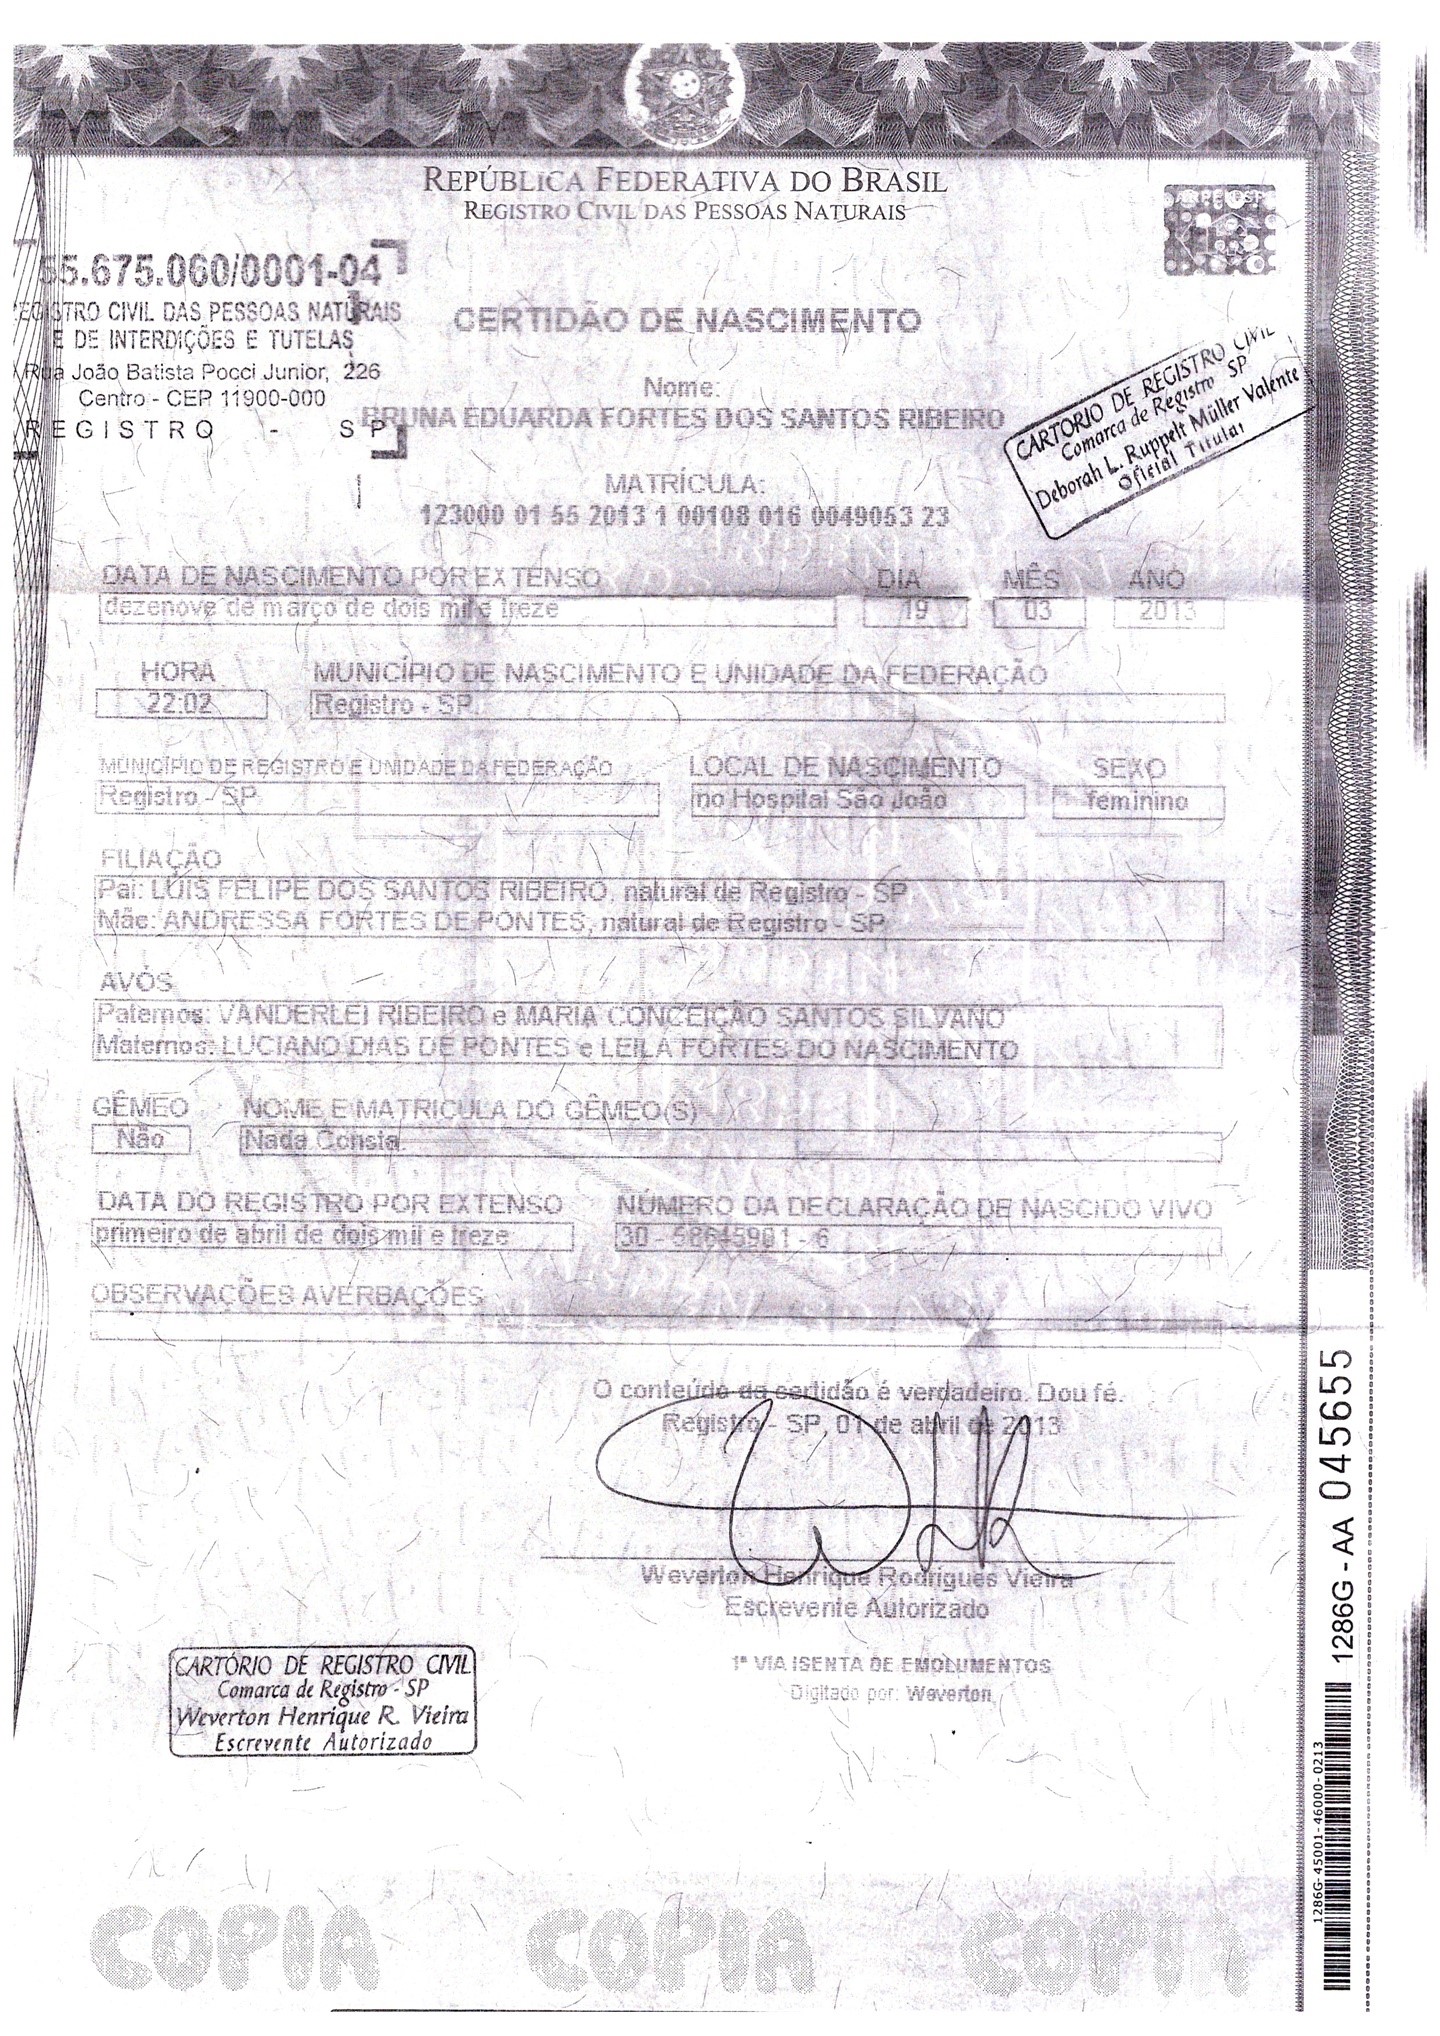 REPÚBLICA FEDERATIVA DO BRASIL
REGISTRO CIVIL DAS PESSOAS NATURAIS
55.675.060/0001-04
REGISTRO CIVIL DAS PESSOAS NATURAIS
E DE INTERDIÇÕES E TUTELAS
Rua João Batista Pocci Junior, 226
Centro - CEP 11900-000
REGISTRO - SP
CERTIDÃO DE NASCIMENTO
Nome:
BRUNA EDUARDA FORTES DOS SANTOS RIBEIRO
CARTÓRIO DE REGISTRO CIVIL
Comarca de Registro SP
Deborah L. Ruppelt Müller Valente
Oficial Titular
MATRÍCULA:
123000 01 55 2013 1 00108 016 0049053 23
DATA DE NASCIMENTO POR EXTENSO DIA MÊS ANO
dezenove de março de dois mil e treze 19 03 2013
HORA MUNICÍPIO DE NASCIMENTO E UNIDADE DA FEDERAÇÃO
22:02 Registro - SP
MUNICÍPIO DE REGISTRO E UNIDADE DA FEDERAÇÃO LOCAL DE NASCIMENTO SEXO
Registro - SP no Hospital São João feminino
FILIAÇÃO
Pai: LUIS FELIPE DOS SANTOS RIBEIRO, natural de Registro - SP
Mãe: ANDRESSA FORTES DE PONTES, natural de Registro - SP
AVÓS
Paternos: VANDERLEI RIBEIRO e MARIA CONCEIÇÃO SANTOS SILVANO
Maternos: LUCIANO DIAS DE PONTES e LEILA FORTES DO NASCIMENTO
GÊMEO NOME E MATRICULA DO GÊMEO(S)
Não Nada Consta
DATA DO REGISTRO POR EXTENSO NÚMERO DA DECLARAÇÃO DE NASCIDO VIVO
primeiro de abril de dois mil e treze 30 - - 6
OBSERVAÇÕES AVERBAÇÕES
O conteúdo da certidão é verdadeiro. Dou fé.
Registro - SP, 01 de abril de 2013
Weverton Henrique Rodrigues Vieira
Escrevente Autorizado
1ª VIA ISENTA DE EMOLUMENTOS
Digitado por: Weverton
CARTÓRIO DE REGISTRO CIVIL
Comarca de Registro - SP
Weverton Henrique R. Vieira
Escrevente Autorizado
1286G - AA 045655
1286G-45001-46000-0213
COPIA COPIA COPIA